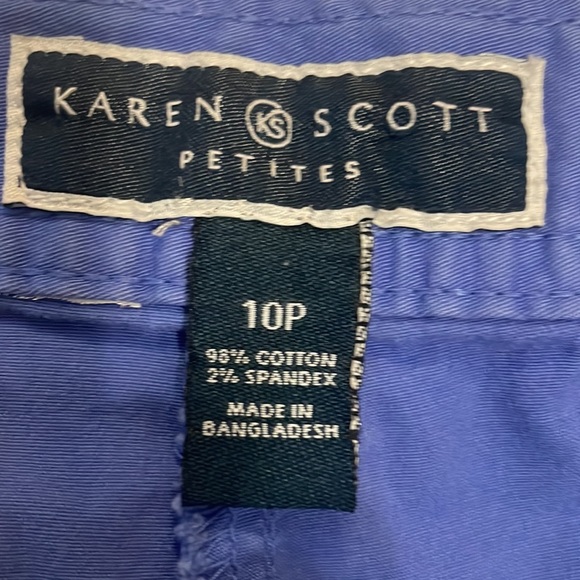 KAREN KS SCOTT
PETITES
10P
98% COTTON
2% SPANDEX
MADE IN
BANGLADESH